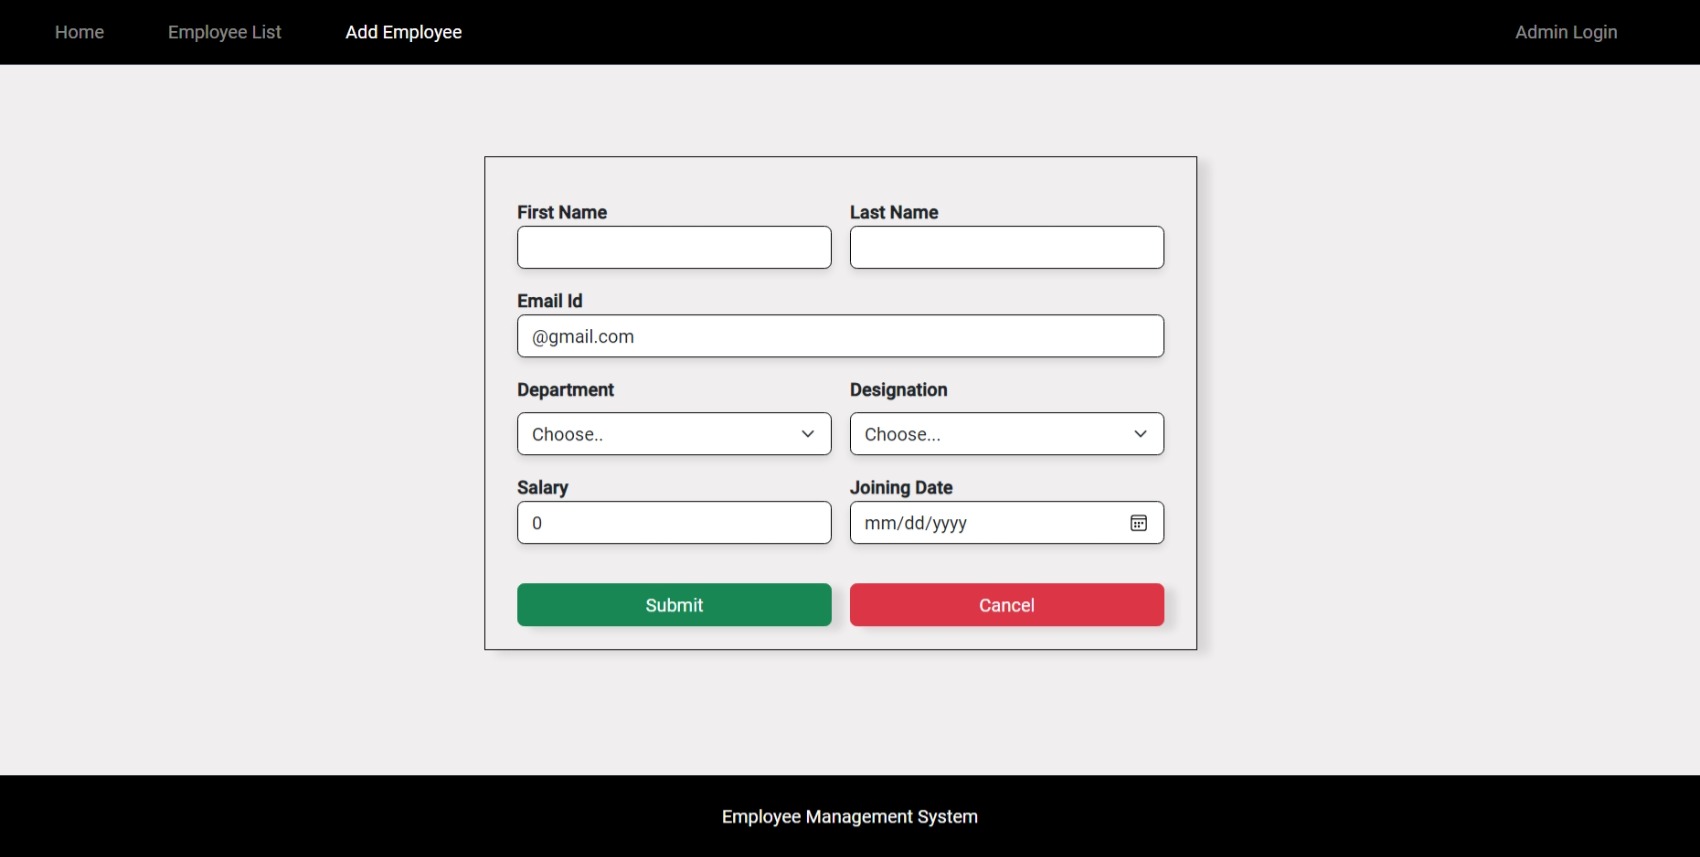 Home Employee List Add Employee Admin Login
First Name Last Name
Email Id
@gmail.com
Department Designation
Choose.. Choose...
Salary Joining Date
0 mm/dd/yyyy
Submit Cancel
Employee Management System